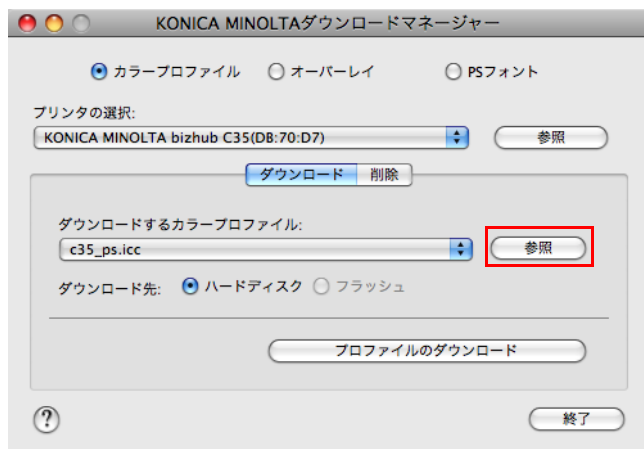 KONICA MINOLTAダウンロードマネージャー
カラープロファイル オーバーレイ PSフォント
プリンタの選択:
KONICA MINOLTA bizhub C35(DB:70:D7) 参照
ダウンロード 削除
ダウンロードするカラープロファイル:
c35_ps.icc 参照
ダウンロード先: ハードディスク フラッシュ
プロファイルのダウンロード
? 終了